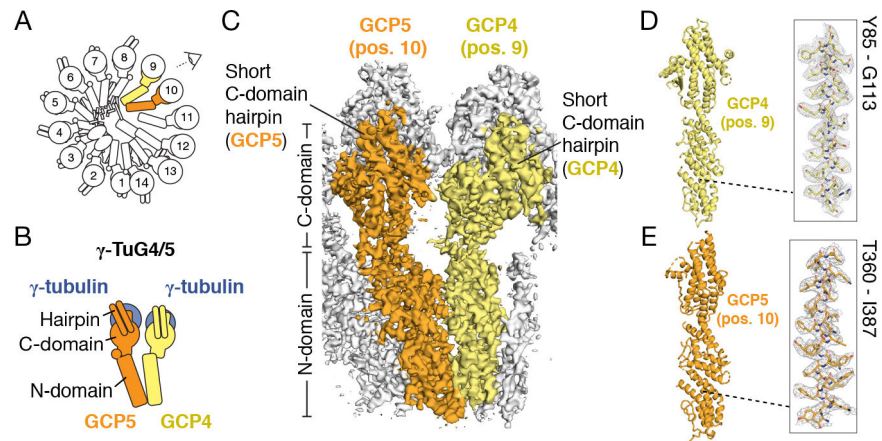 A
7
8
9
6
10
5
11
4
12
3
13
2
1
14
B
γ-TuG4/5
γ-tubulin γ-tubulin
Hairpin
C-domain
N-domain
GCP5 GCP4
C
GCP5
(pos. 10)
GCP4
(pos. 9)
Short
C-domain
hairpin
(GCP5)
Short
C-domain
hairpin
(GCP4)
C-domain
N-domain
D
GCP4
(pos. 9)
Y85 - G113
E
GCP5
(pos. 10)
T360 - I387